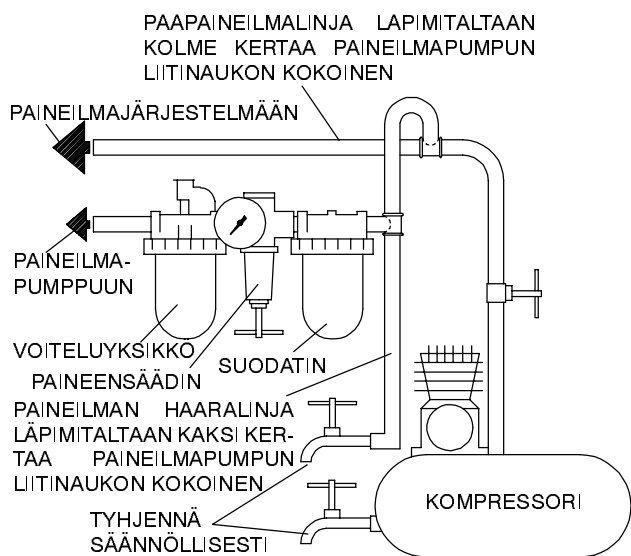 PAAPAINEILMALINJA LAPIMITALTAAN
KOLME KERTAA PAINEILMAPUMPUN
LIITINAUKON KOKOINEN
PAINEILMAJÄRJESTELMÄÄN
PAINEILMA-
PUMPPUUN
VOITELUYKSIKKÖ
SUODATIN
PAINEENSÄÄDIN
PAINEILMAN HAARALINJA
LÄPIMITALTAAN KAKSI KER-
TAA PAINEILMAPUMPUN
LIITINAUKON KOKOINEN
KOMPRESSORI
TYHJENNÄ
SÄÄNNÖLLISESTI